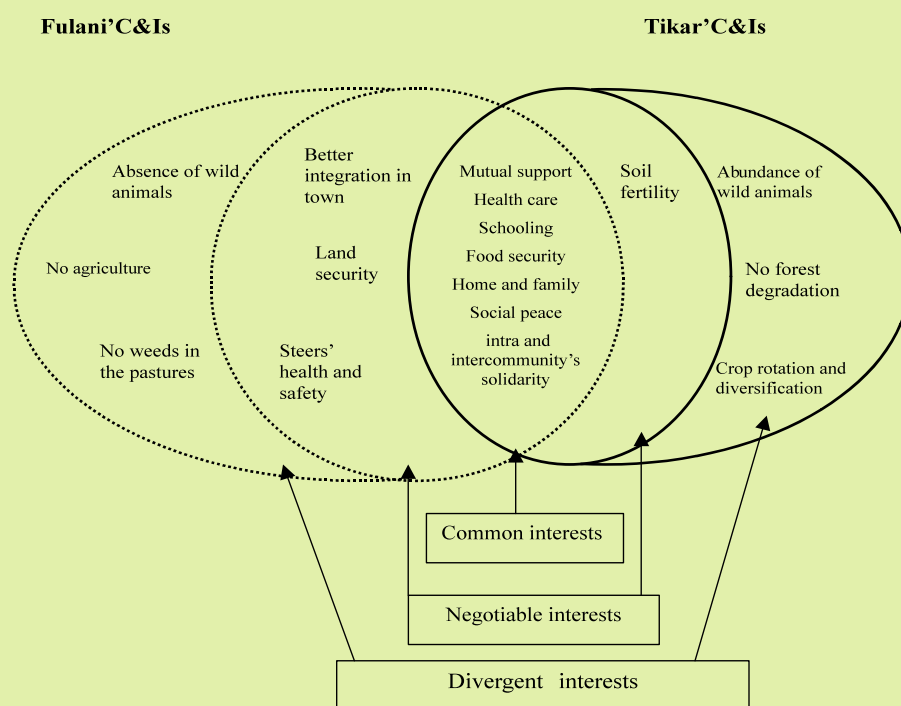 Fulani'C&Is
Tikar'C&Is
Absence of wild
animals
No agriculture
No weeds in
the pastures
Better
integration in
town
Land
security
Steers'
health and
safety
Mutual support
Health care
Schooling
Food security
Home and family
Social peace
intra and
intercommunity's
solidarity
Soil
fertility
Abundance of
wild animals
No forest
degradation
Crop rotation and
diversification
Common interests
Negotiable interests
Divergent interests